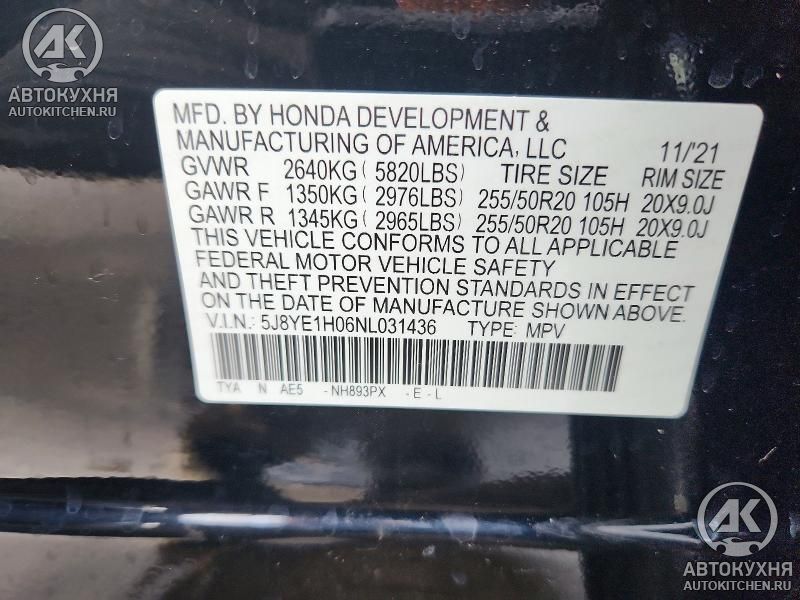 AK
АВТОКУХНЯ
AUTOKITCHEN.RU
MFD. BY HONDA DEVELOPMENT &
MANUFACTURING OF AMERICA, LLC 11/'21
GVWR 2640KG ( 5820LBS) TIRE SIZE RIM SIZE
GAWR F 1350KG ( 2976LBS) 255/50R20 105H 20X9.0J
GAWR R 1345KG ( 2965LBS) 255/50R20 105H 20X9.0J
THIS VEHICLE CONFORMS TO ALL APPLICABLE
FEDERAL MOTOR VEHICLE SAFETY
AND THEFT PREVENTION STANDARDS IN EFFECT
ON THE DATE OF MANUFACTURE SHOWN ABOVE.
V.I.N.: 5J8YE1H06NL031436 TYPE: MPV
TYA N AE5 -NH893PX -E-L
AK
АВТОКУХНЯ
AUTOKITCHEN.RU